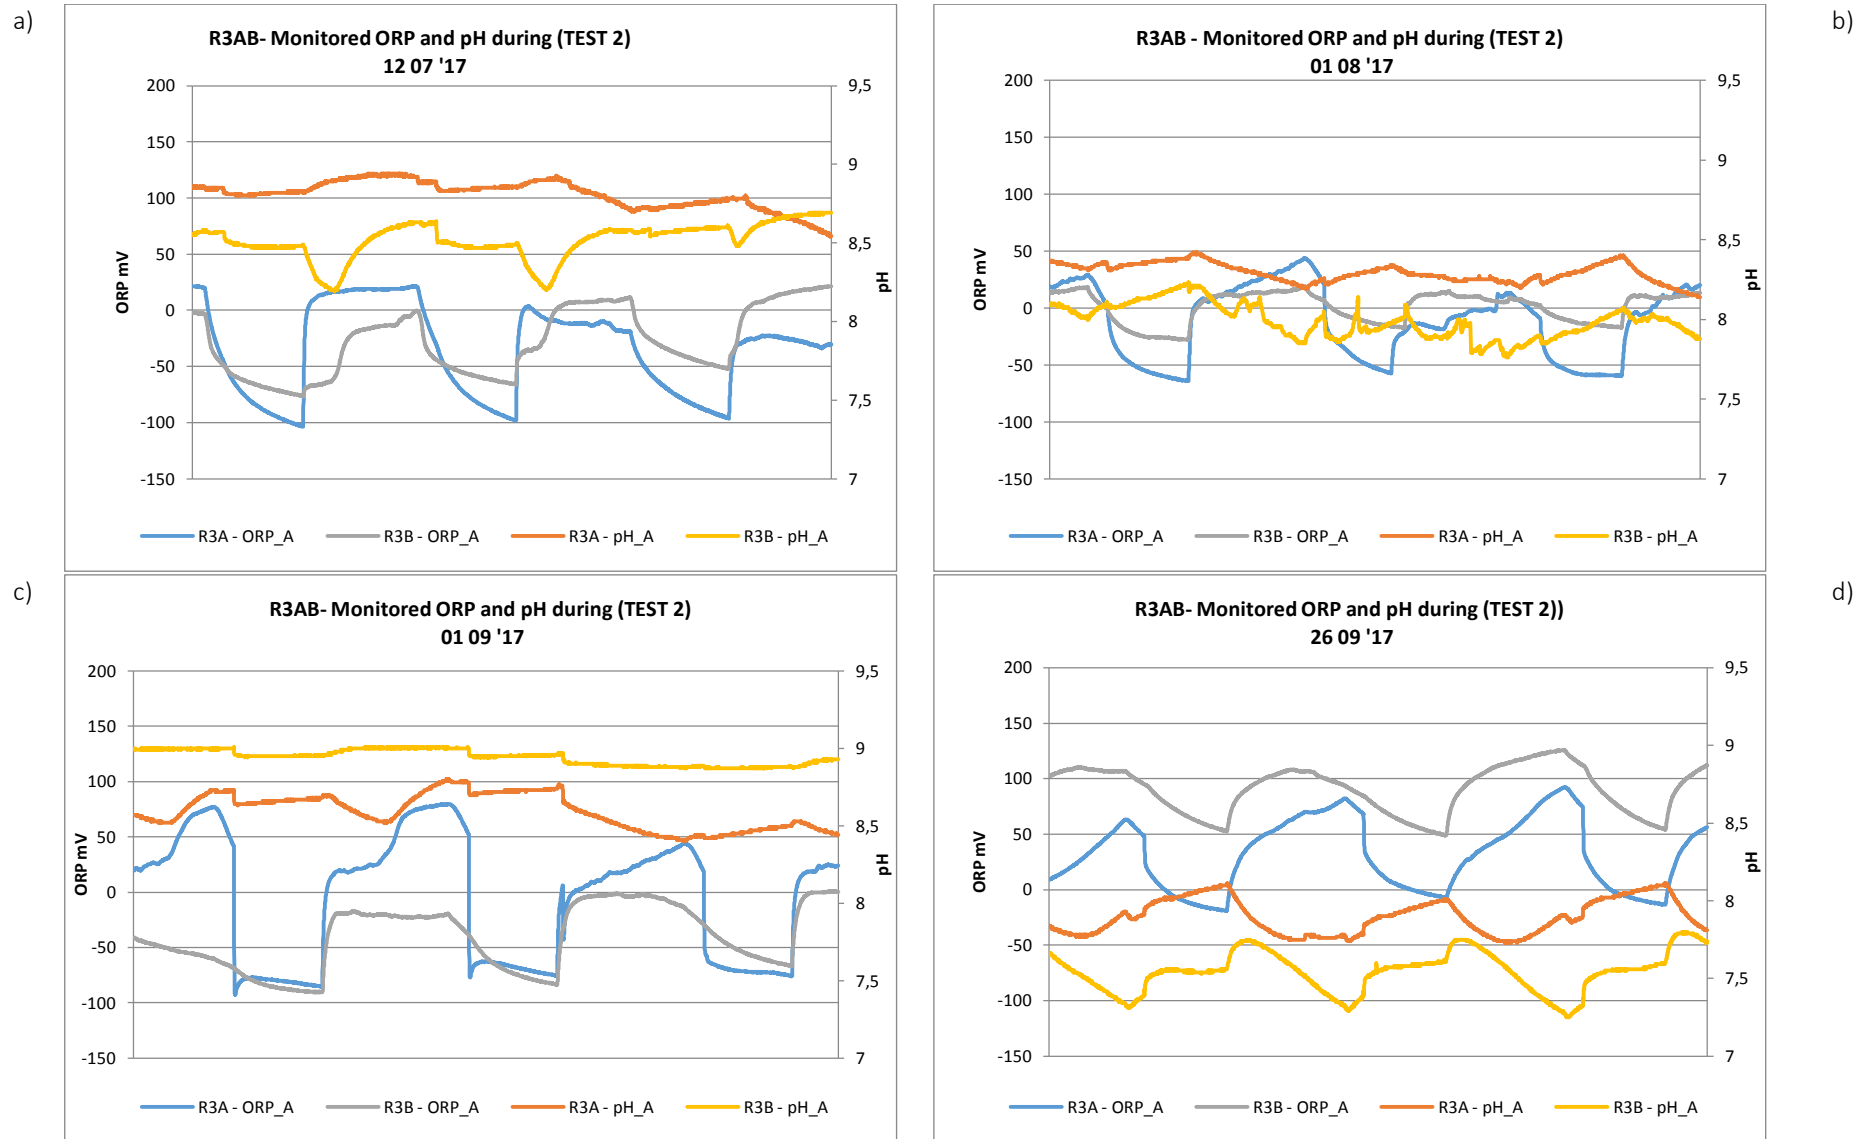 a)
R3AB- Monitored ORP and pH during (TEST 2)
12 07 '17
200
150
100
50
0
-50
-100
-150
ORP mV
9,5
9
8,5
8
7,5
7
pH
R3A - ORP_A R3B - ORP_A R3A - pH_A R3B - pH_A
b)
R3AB - Monitored ORP and pH during (TEST 2)
01 08 '17
200
150
100
50
0
-50
-100
-150
ORP mV
9,5
9
8,5
8
7,5
7
pH
R3A - ORP_A R3B - ORP_A R3A - pH_A R3B - pH_A
c)
R3AB- Monitored ORP and pH during (TEST 2)
01 09 '17
200
150
100
50
0
-50
-100
-150
ORP mV
9,5
9
8,5
8
7,5
7
pH
R3A - ORP_A R3B - ORP_A R3A - pH_A R3B - pH_A
d)
R3AB- Monitored ORP and pH during (TEST 2))
26 09 '17
200
150
100
50
0
-50
-100
-150
ORP mV
9,5
9
8,5
8
7,5
7
pH
R3A - ORP_A R3B - ORP_A R3A - pH_A R3B - pH_A